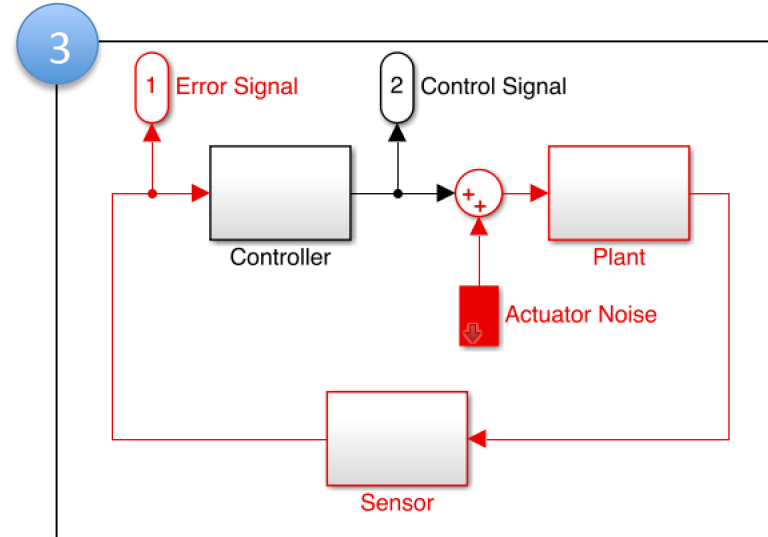 3
1 Error Signal
2 Control Signal
+
+
Controller
Plant
Actuator Noise
Sensor